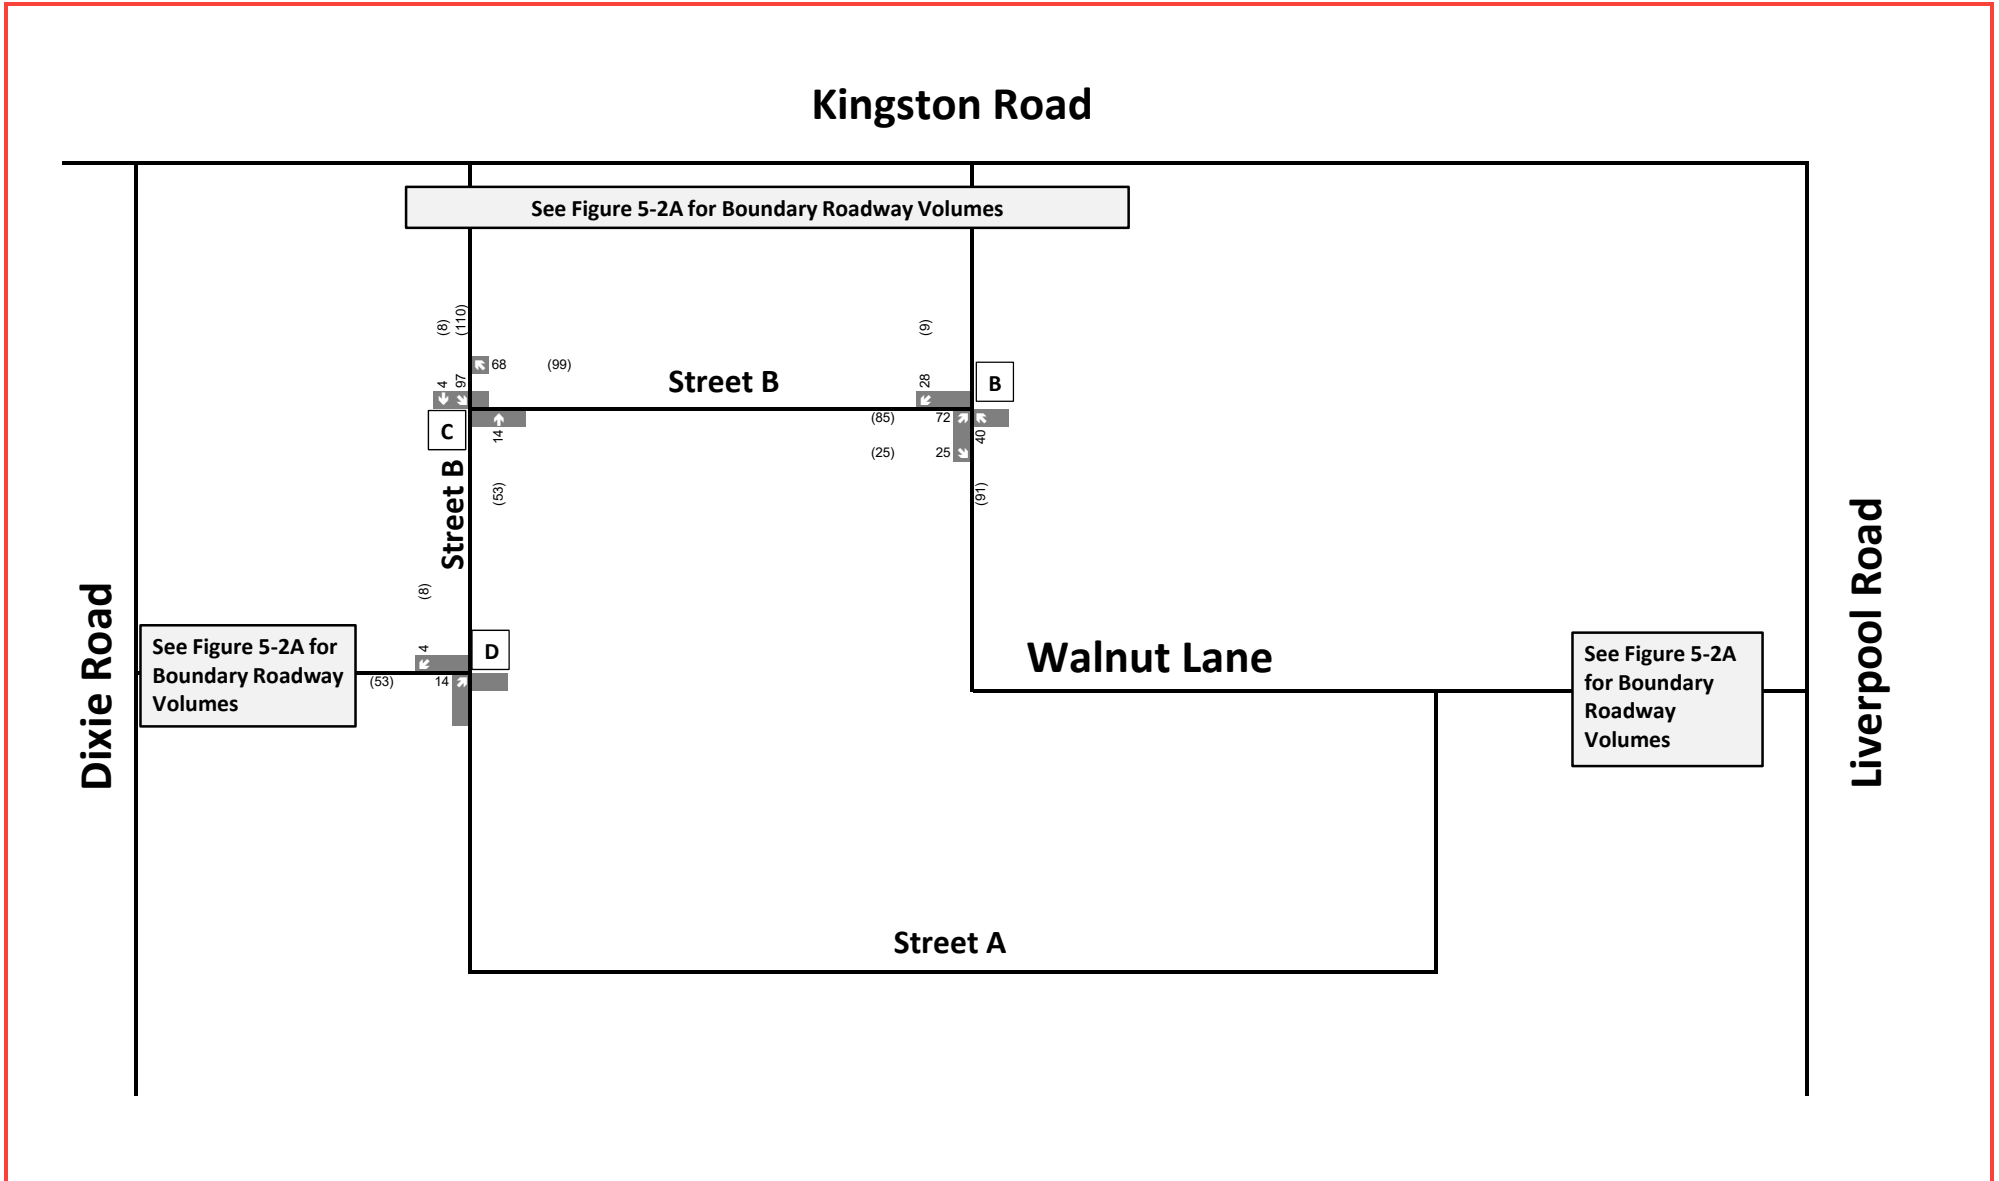 Kingston Road
See Figure 5-2A for Boundary Roadway Volumes
(8)
(110)
(9)
68 (99)
Street B
4
97
28
B
C
14
(85) 72
40
(25) 25
(53)
(91)
Street B
Dixie Road
Liverpool Road
(8)
4
D
See Figure 5-2A for
Boundary Roadway
Volumes
(53) 14
Walnut Lane
See Figure 5-2A
for Boundary
Roadway
Volumes
Street A